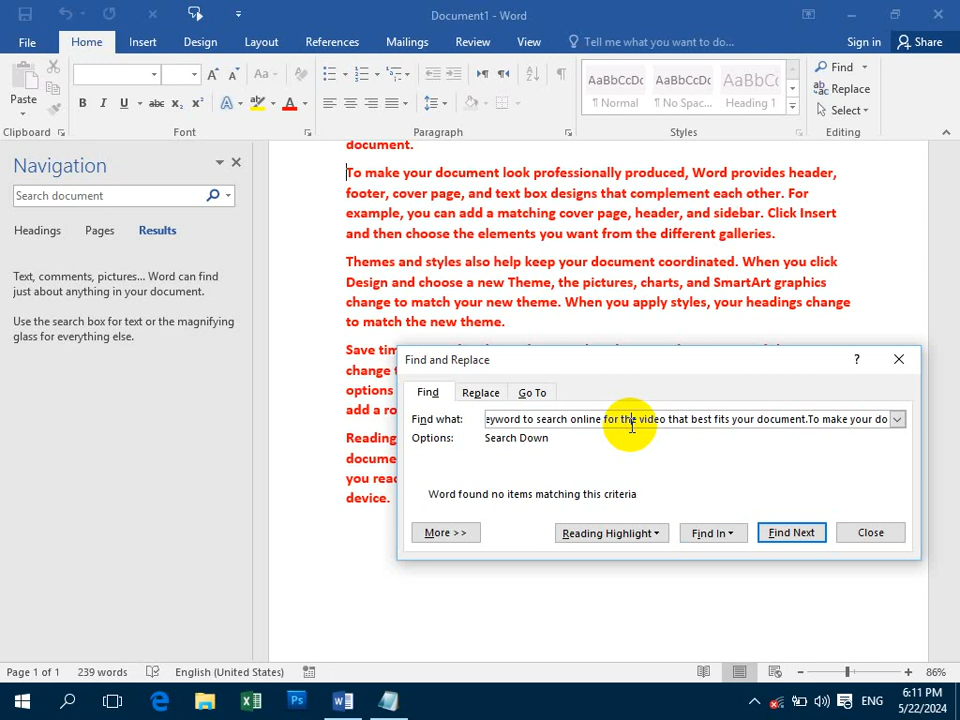 Document1 - Word
File
Home
Insert
Design
Layout
References
Mailings
Review
View
Tell me what you want to do...
Sign in
Share
Paste
B I U abc x₂ x² A A
Aa
AaBbCcDc
AaBbCcDc
AaBbCc
¶ Normal
¶ No Spac...
Heading 1
Find
Replace
Select
Clipboard
Font
Paragraph
Styles
Editing
Navigation
Search document
Headings
Pages
Results
Text, comments, pictures... Word can find
just about anything in your document.
Use the search box for text or the magnifying
glass for everything else.
document.
To make your document look professionally produced, Word provides header,
footer, cover page, and text box designs that complement each other. For
example, you can add a matching cover page, header, and sidebar. Click Insert
and then choose the elements you want from the different galleries.
Themes and styles also help keep your document coordinated. When you click
Design and choose a new Theme, the pictures, charts, and SmartArt graphics
change to match your new theme. When you apply styles, your headings change
to match the new theme.
Save tim
change
options
add a ro
Reading
docume
you rea
device.
Find and Replace
?
Find
Replace
Go To
Find what:
eyword to search online for the video that best fits your document.To make your do
Options:
Search Down
Word found no items matching this criteria
More >>
Reading Highlight
Find In
Find Next
Close
Page 1 of 1
239 words
English (United States)
86%
ENG
6:11 PM
5/22/2024